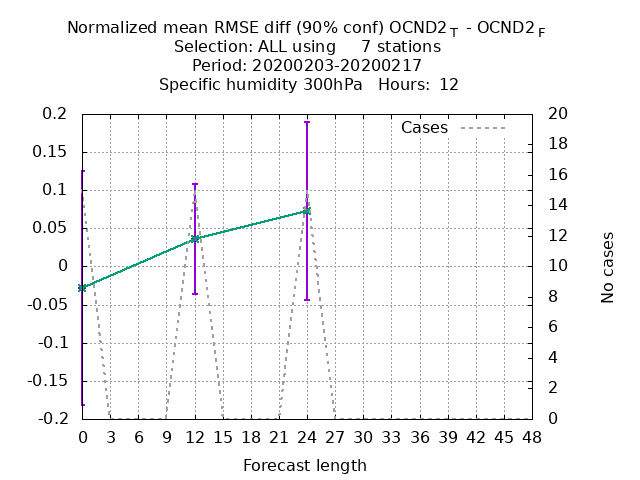 Normalized mean RMSE diff (90% conf) OCND2 T - OCND2 F
Selection: ALL using 7 stations
Period: 20200203-20200217
Specific humidity 300hPa Hours: 12
0.2
0.15
0.1
0.05
0
-0.05
-0.1
-0.15
-0.2
20
18
16
14
12
10
8
6
4
2
0
Cases
No cases
0 3 6 9 12 15 18 21 24 27 30 33 36 39 42 45 48
Forecast length